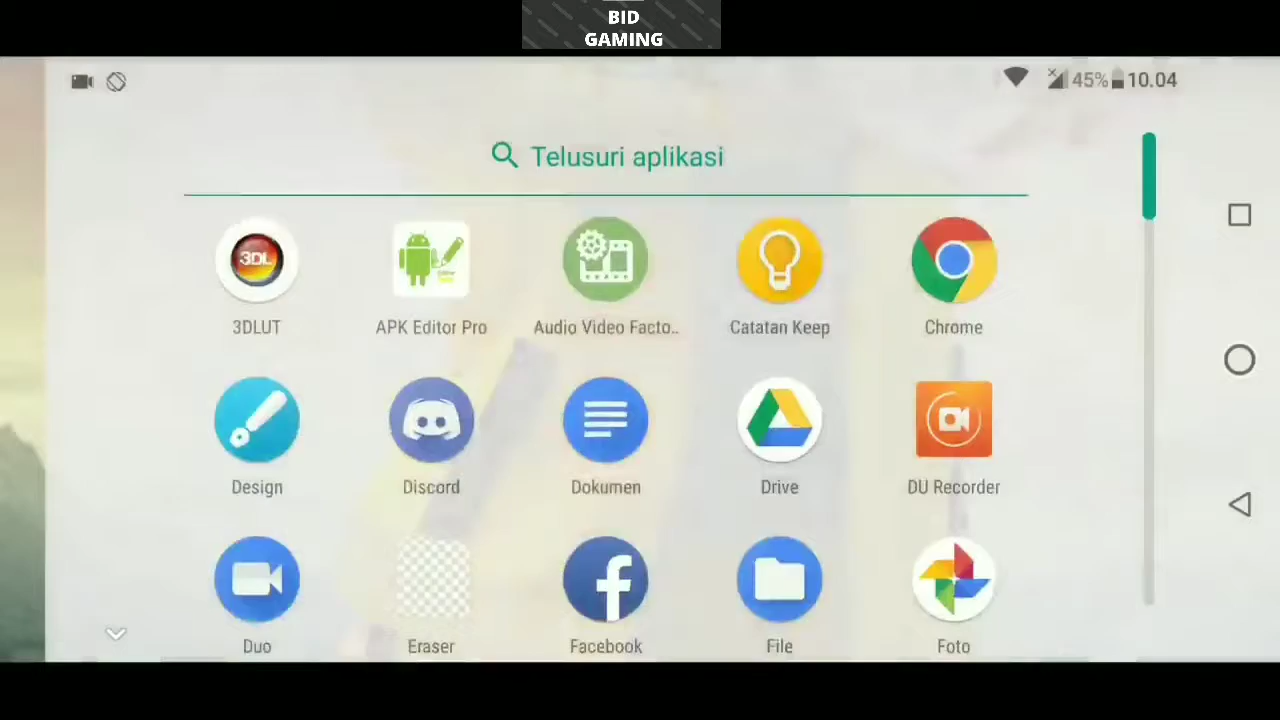 BID
GAMING
45% 10.04
Telusuri aplikasi
3DL
3DLUT
APK Editor Pro
Audio Video Facto..
Catatan Keep
Chrome
Design
Discord
Dokumen
Drive
DU Recorder
Duo
Eraser
Facebook
File
Foto